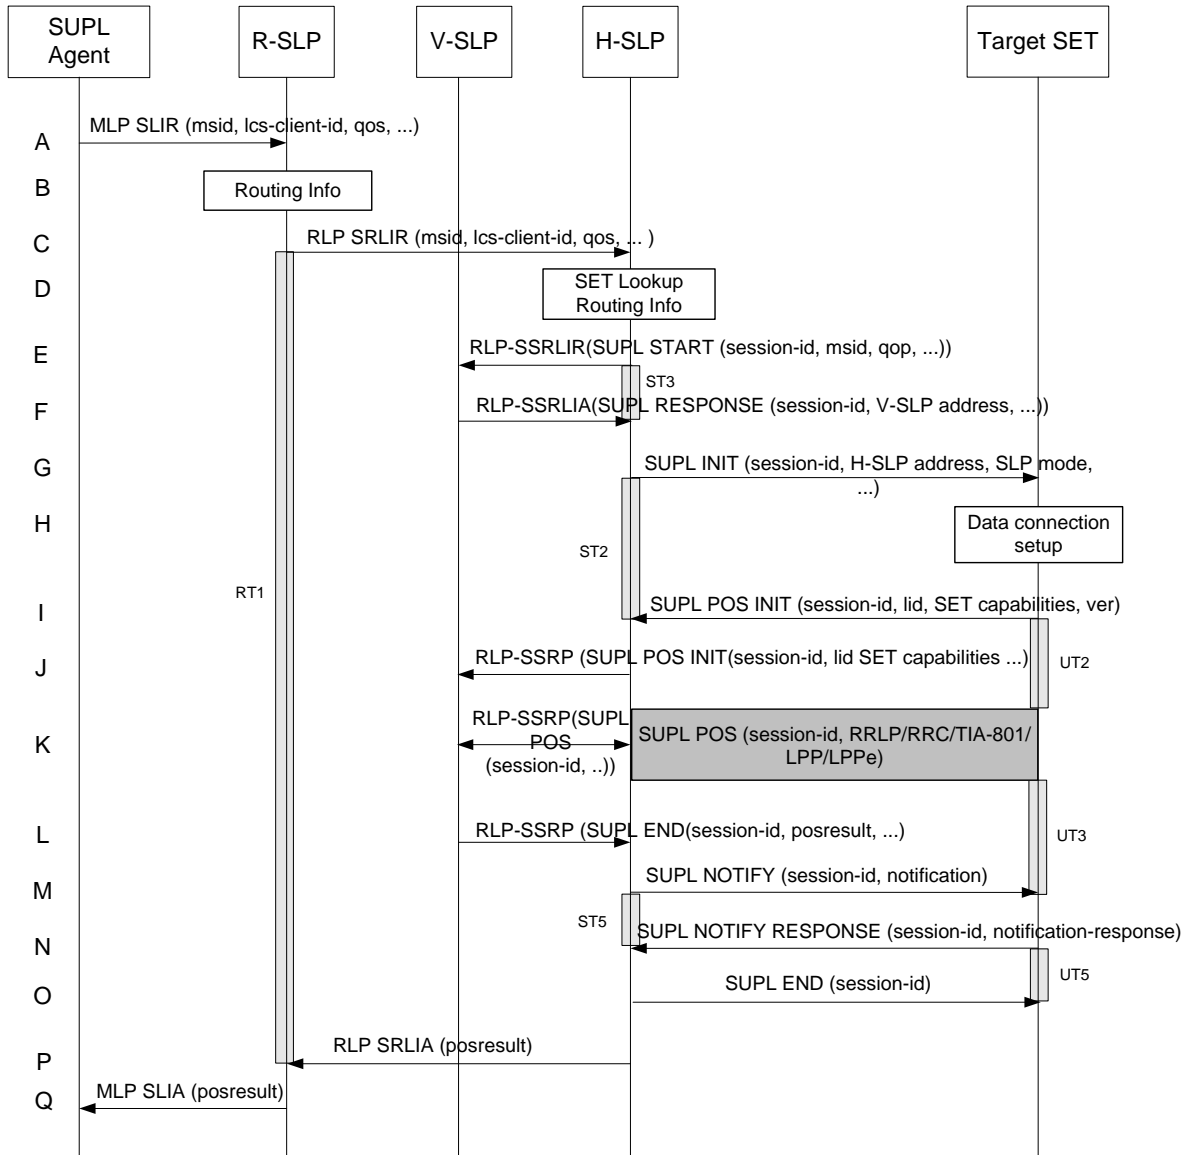 SUPL
Agent
R-SLP
V-SLP
H-SLP
Target SET
A
MLP SLIR (msid, lcs-client-id, qos, ...)
B
Routing Info
C
RLP SRLIR (msid, lcs-client-id, qos, ... )
D
SET Lookup
Routing Info
E
RLP-SSRLIR(SUPL START (session-id, msid, qop, ...))
ST3
F
RLP-SSRLIA(SUPL RESPONSE (session-id, V-SLP address, ...))
G
SUPL INIT (session-id, H-SLP address, SLP mode,
...)
H
Data connection
setup
ST2
RT1
I
SUPL POS INIT (session-id, lid, SET capabilities, ver)
J
RLP-SSRP (SUPL POS INIT(session-id, lid SET capabilities ...)
UT2
K
RLP-SSRP(SUPL
POS
(session-id, ..))
SUPL POS (session-id, RRLP/RRC/TIA-801/
LPP/LPPe)
L
RLP-SSRP (SUPL END(session-id, posresult, ...)
UT3
M
SUPL NOTIFY (session-id, notification)
ST5
N
SUPL NOTIFY RESPONSE (session-id, notification-response)
UT5
O
SUPL END (session-id)
P
RLP SRLIA (posresult)
Q
MLP SLIA (posresult)